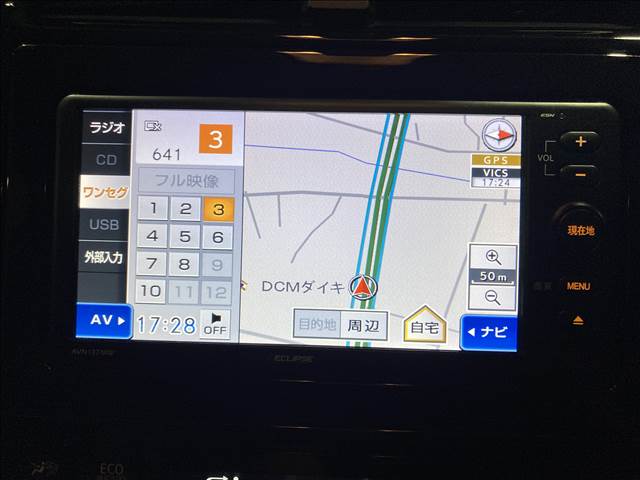 ラジオ
CD
ワンセグ
USB
外部入力
AV
641
3
フル映像
1 2 3
4 5 6
7 8 9
10 11 12
17:28
OFF
DCMダイキ
目的地 周辺
自宅
GPS
VICS
17:24
50m
ナビ
ESN
VOL
+
-
現在地
MENU
ECLIPSE
ECO